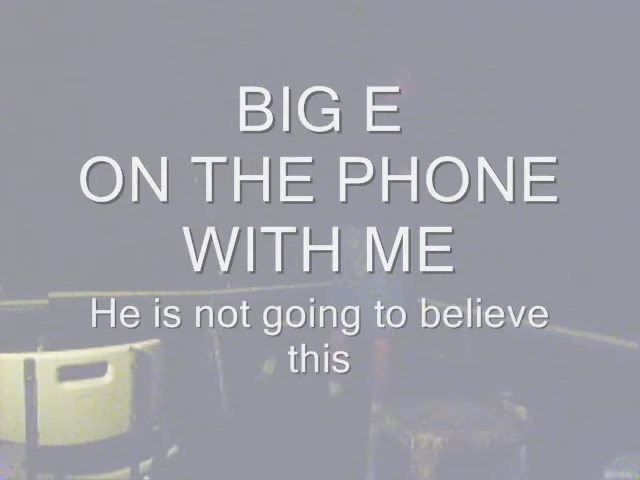 BIG E
ON THE PHONE
WITH ME
He is not going to believe
this